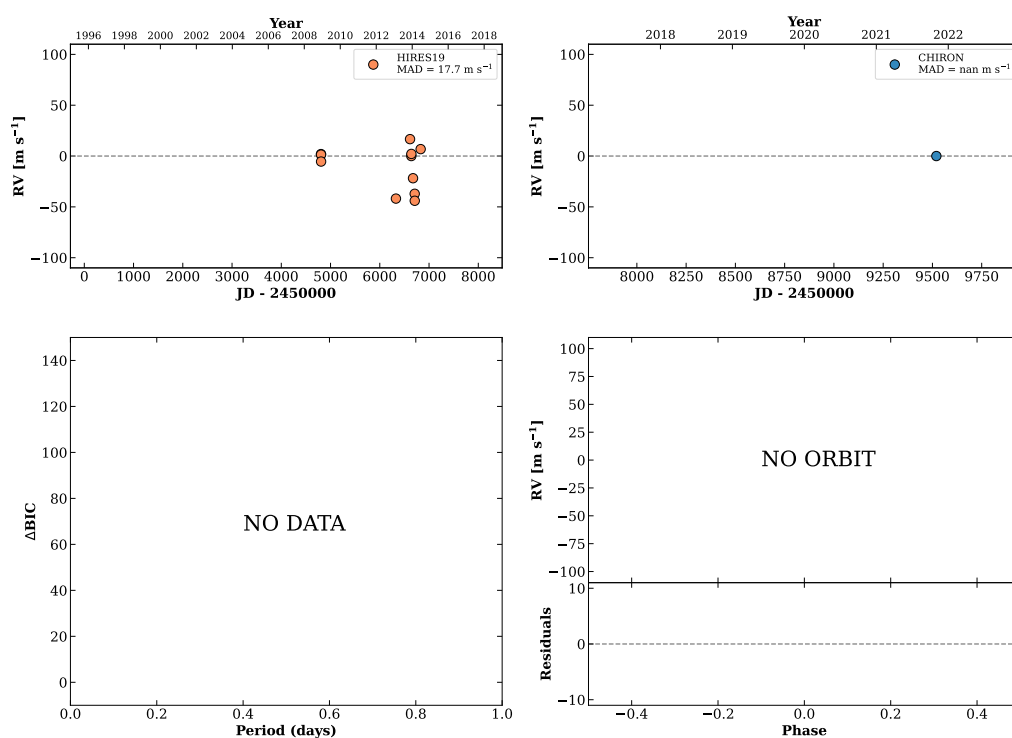 Year
1996 1998 2000 2002 2004 2006 2008 2010 2012 2014 2016 2018
HIRES19
MAD = 17.7 m s⁻¹
100
50
0
−50
−100
RV [m s⁻¹]
0 1000 2000 3000 4000 5000 6000 7000 8000
JD - 2450000
Year
2018 2019 2020 2021 2022
CHIRON
MAD = nan m s⁻¹
100
50
0
−50
−100
RV [m s⁻¹]
8000 8250 8500 8750 9000 9250 9500 9750
JD - 2450000
140
120
100
80
60
40
20
0
ΔBIC
NO DATA
0.0 0.2 0.4 0.6 0.8 1.0
Period (days)
100
75
50
25
0
−25
−50
−75
−100
RV [m s⁻¹]
NO ORBIT
10
0
−10
Residuals
−0.4 −0.2 0.0 0.2 0.4
Phase